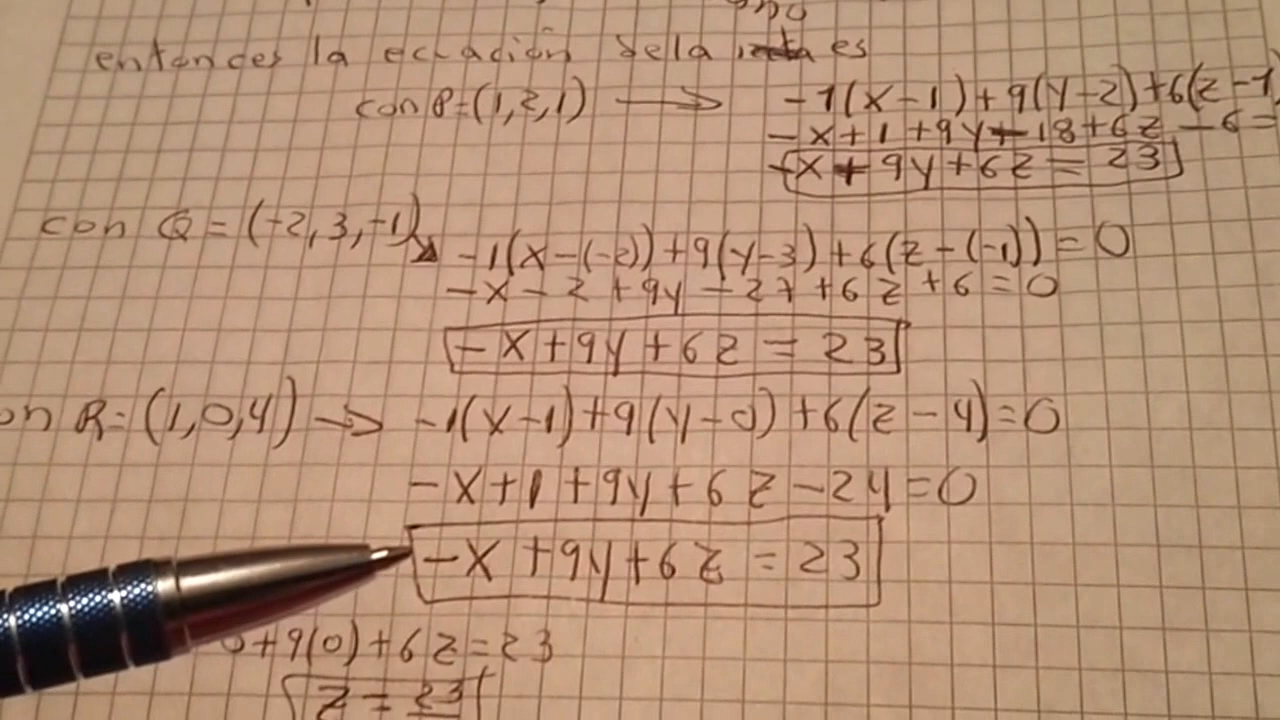 entonces la ecuación dela es
con P=(1,2,1) → -1(x-1)+9(y-2)+6(z-1
-x+1+9y-18+6z-6=
-x+9y+6z=23
con Q=(-2,3,-1) → -1(x-(-2))+9(y-3)+6(z-(-1))=0
-x-2+9y-27+6z+6=0
-x+9y+6z=23
on R=(1,0,4) → -1(x-1)+9(y-0)+6(z-4)=0
-x+1+9y+6z-24=0
-x+9y+6z=23
0+9(0)+6z=23
z=23